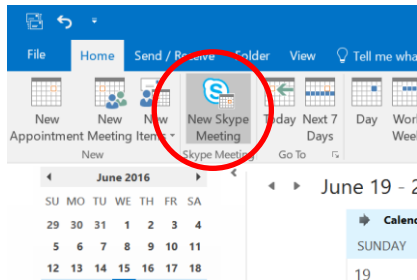 File Home Send / Receive Folder View Tell me wha
New Appointment
New Meeting
New Items
New Skype Meeting
Today
Next 7 Days
Day
Work Week
New Skype Meeting Go To
June 2016
SU MO TU WE TH FR SA
29 30 31 1 2 3 4
5 6 7 8 9 10 11
12 13 14 15 16 17 18
June 19 - 2
Calend
SUNDAY
19